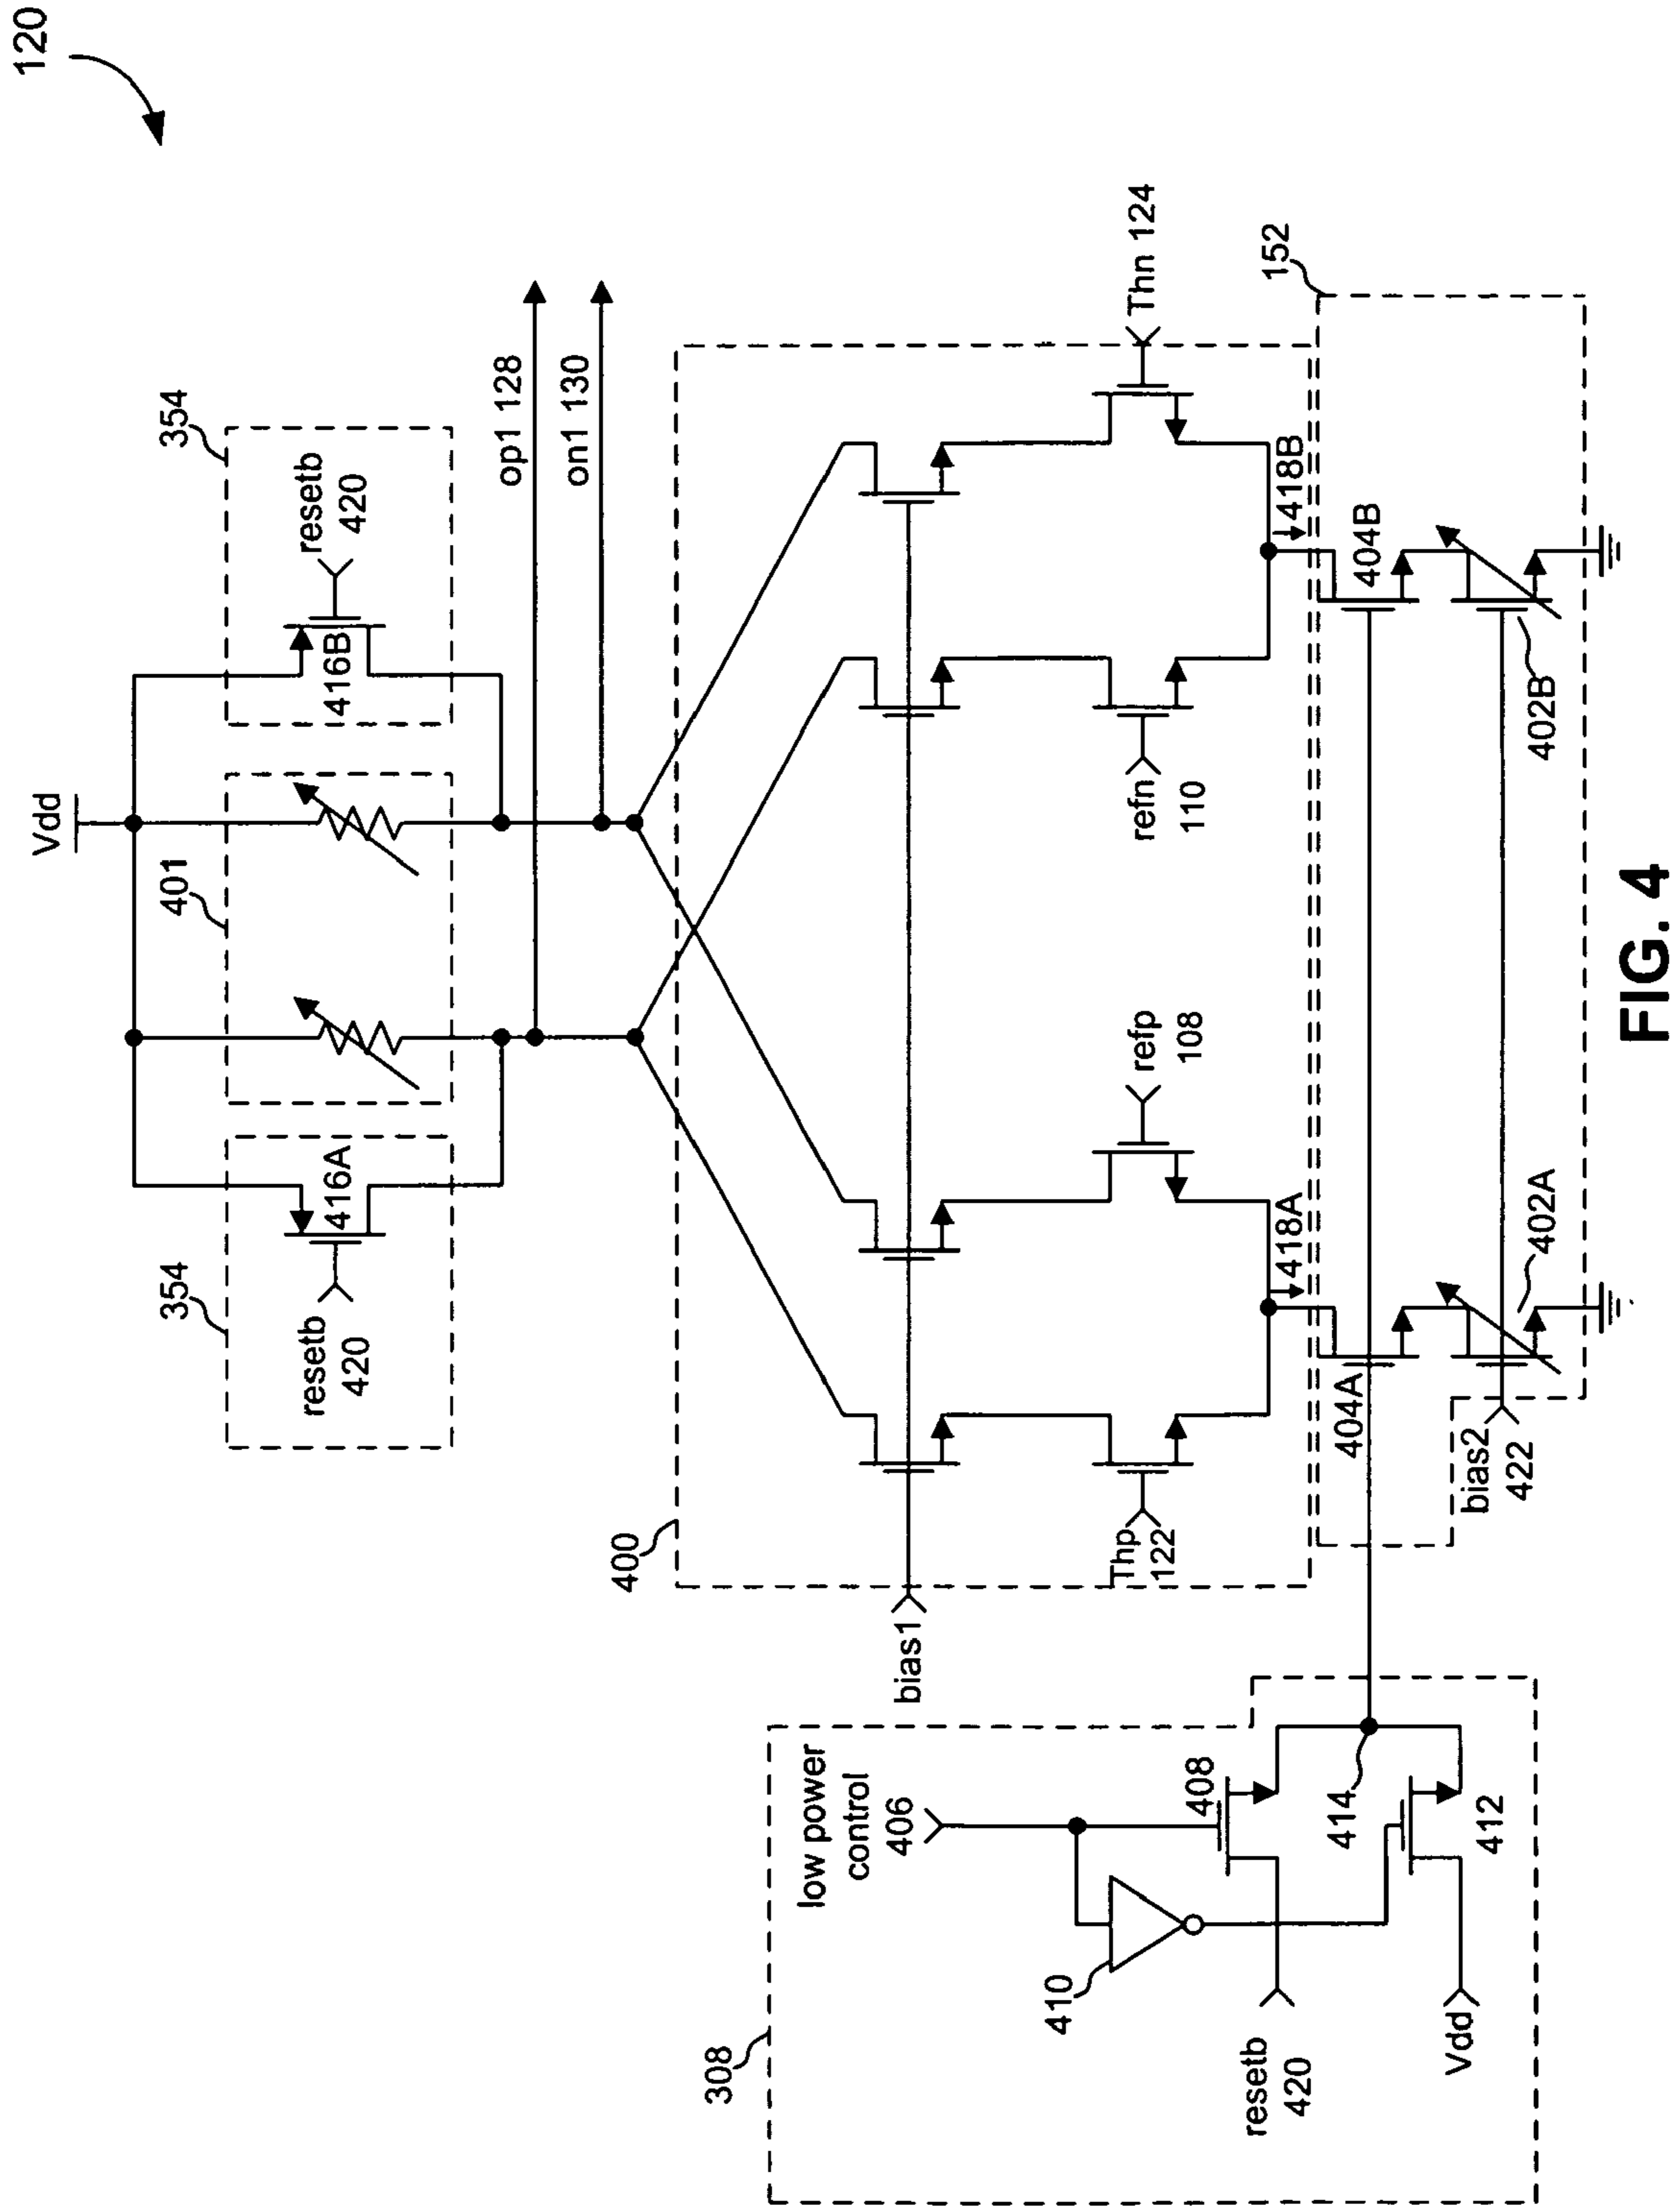 120
Vdd
354
resetb
420
416A
401
354
resetb
420
416B
op1 128
on1 130
400
bias1
Thp
122
refp
108
refn
110
Thn 124
418A
418B
152
404A
404B
402A
402B
bias2
422
308
low power
control
406
410
408
414
412
resetb
420
Vdd
FIG. 4